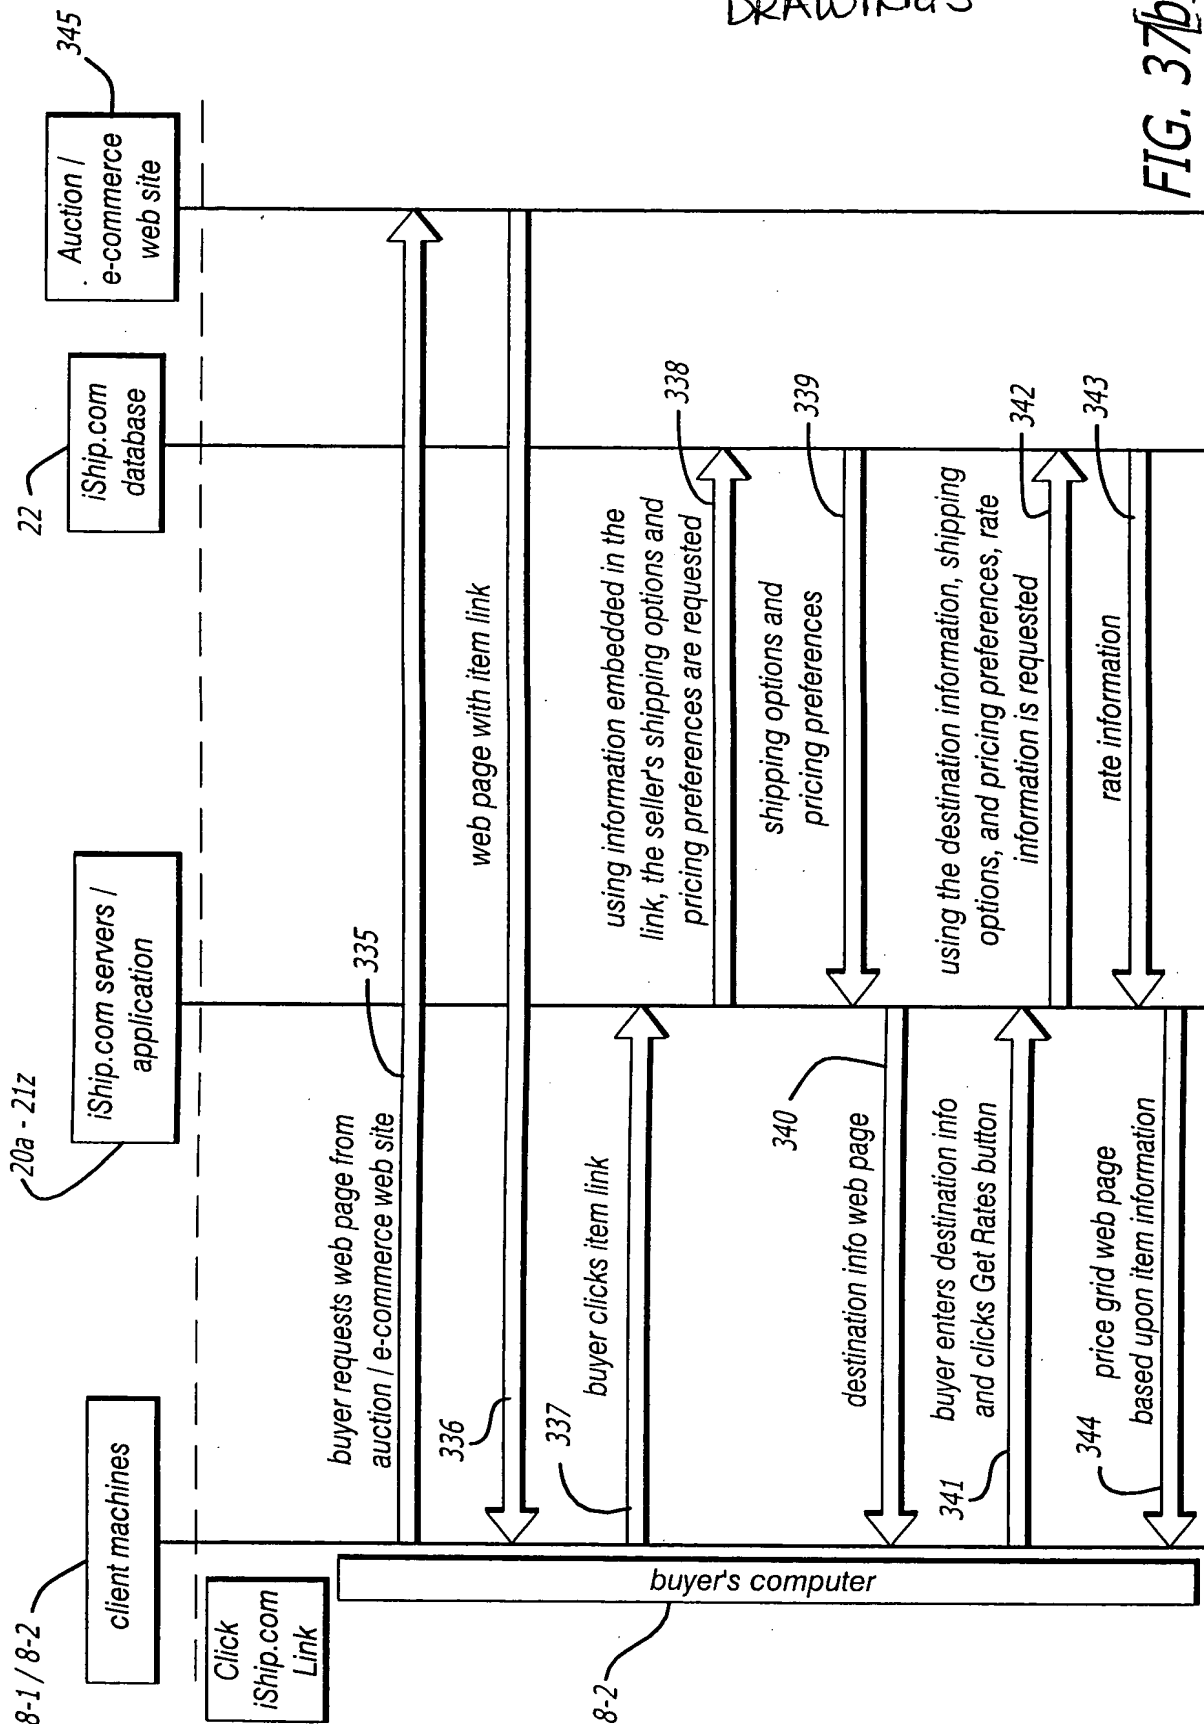 DRAWINGS
8-1 / 8-2
client machines
20a - 21z
iShip.com servers /
application
22
iShip.com
database
345
Auction /
e-commerce
web site
Click
iShip.com
Link
8-2
buyer's computer
buyer requests web page from
auction / e-commerce web site
335
336
web page with item link
337
buyer clicks item link
using information embedded in the
link, the seller's shipping options and
pricing preferences are requested
338
shipping options and
pricing preferences
339
340
destination info web page
341
buyer enters destination info
and clicks Get Rates button
using the destination information, shipping
options, and pricing preferences, rate
information is requested
342
rate information
343
344
price grid web page
based upon item information
FIG. 37b